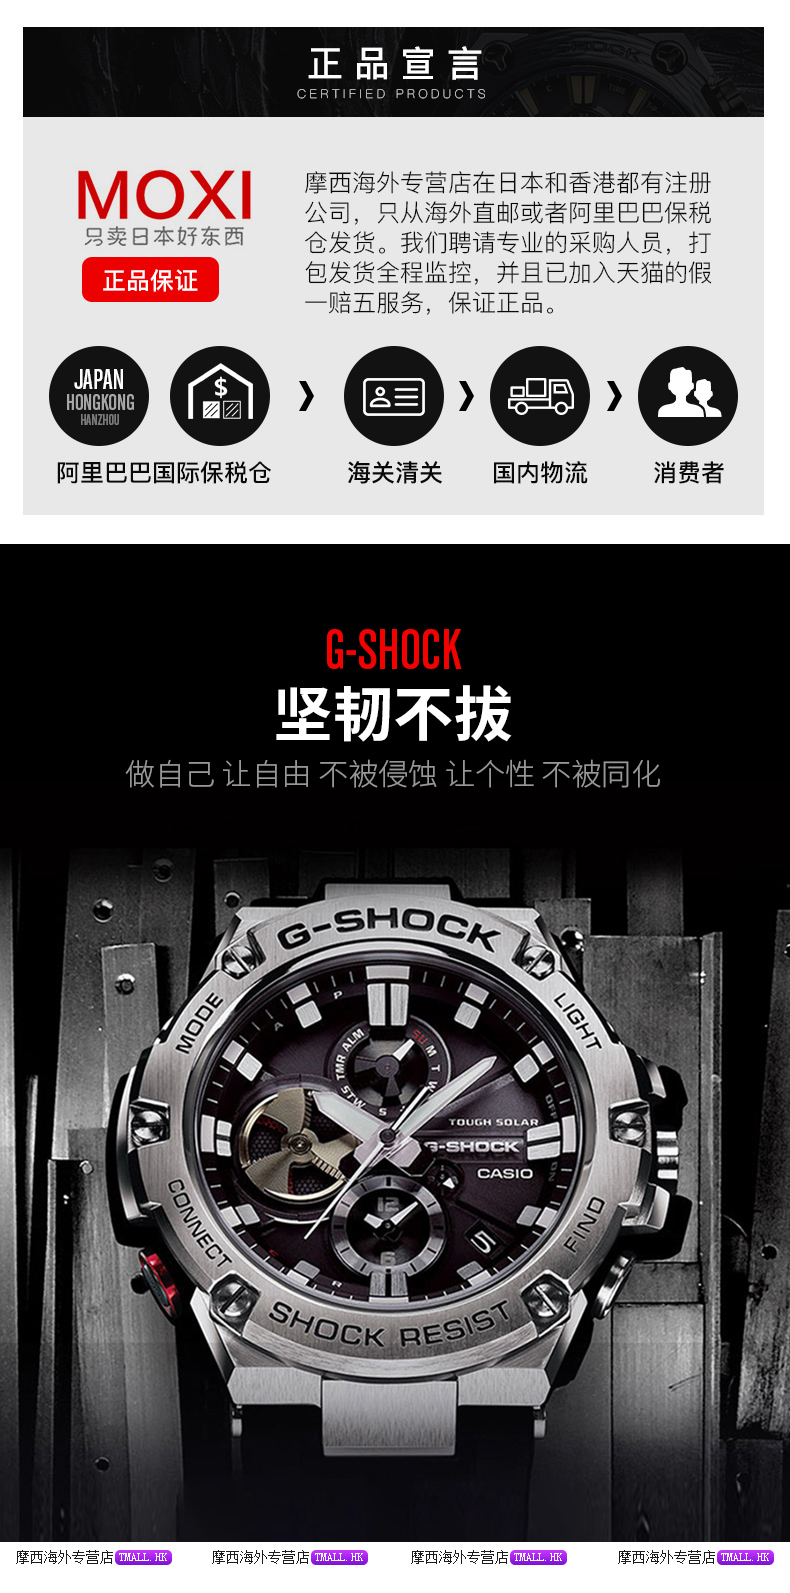 正品宣言
CERTIFIED PRODUCTS
MOXI
只卖日本好东西
正品保证
摩西海外专营店在日本和香港都有注册
公司，只从海外直邮或者阿里巴巴保税
仓发货。我们聘请专业的采购人员，打
包发货全程监控，并且已加入天猫的假
一赔五服务，保证正品。
JAPAN
HONGKONG
HANZHOU
$
阿里巴巴国际保税仓
海关清关
国内物流
消费者
G-SHOCK
坚韧不拔
做自己 让自由 不被侵蚀 让个性 不被同化
G-SHOCK
MODE
LIGHT
A
P
TMR ALM
STW
S
SU M T W
TOUGH SOLAR
G-SHOCK
CASIO
OFF
ON
12
6
5
R
CONNECT
FIND
SHOCK RESIST
摩西海外专营店 TMALL.HK
摩西海外专营店 TMALL.HK
摩西海外专营店 TMALL.HK
摩西海外专营店 TMALL.HK